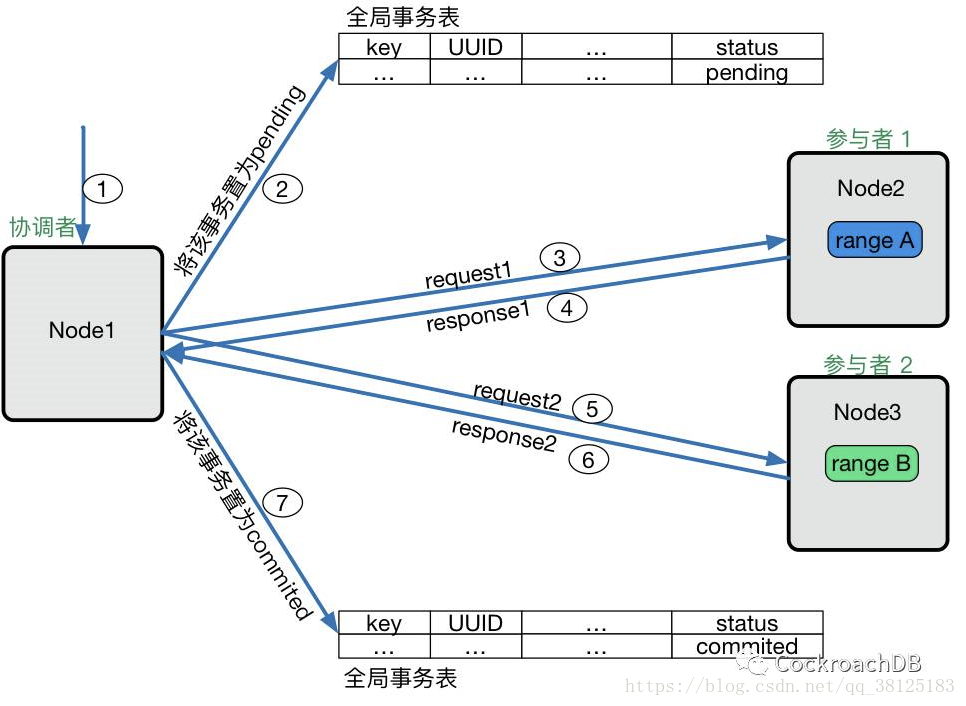 全局事务表
key UUID ... status
... ... ... pending
将该事务置为pending
②
①
协调者
Node1
参与者 1
Node2
range A
request1 ③
response1 ④
参与者 2
Node3
range B
request2 ⑤
response2 ⑥
将该事务置为commited
⑦
key UUID ... status
... ... ... commited
全局事务表
CockroachDB
https://blog.csdn.net/qq_38125183